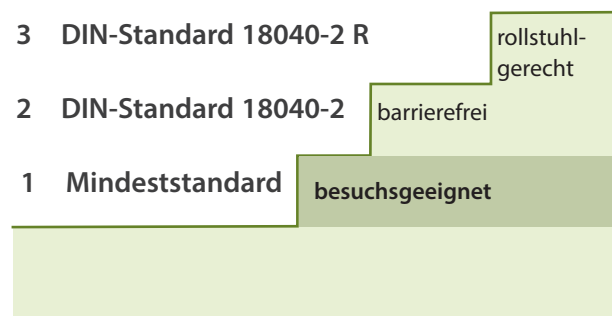 3 DIN-Standard 18040-2 R
rollstuhl-
gerecht
2 DIN-Standard 18040-2
barrierefrei
1 Mindeststandard
besuchsgeeignet